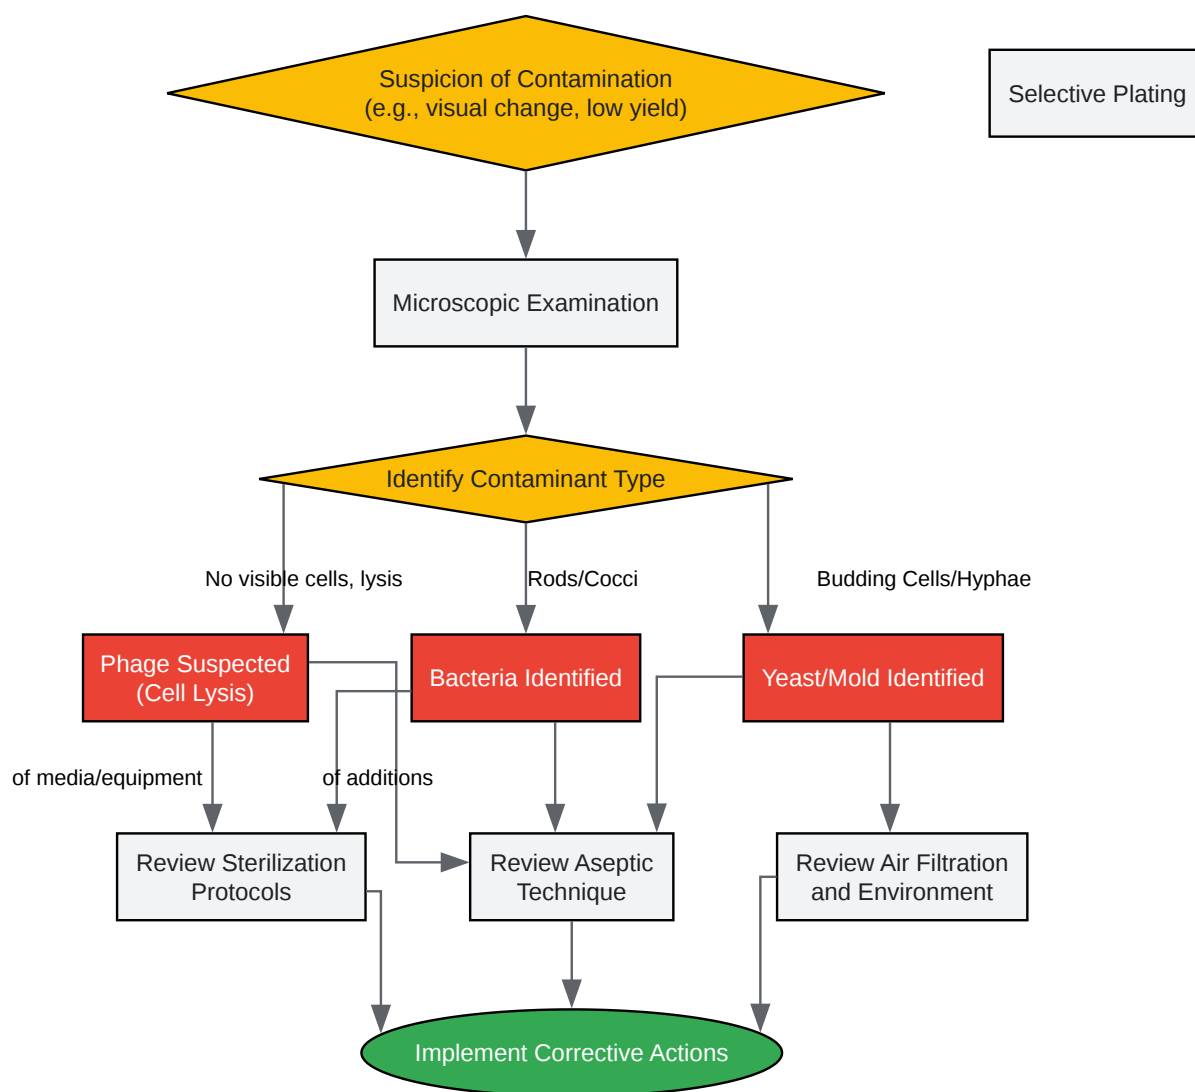 Suspicion of Contamination
(e.g., visual change, low yield)
Selective Plating
Microscopic Examination
Identify Contaminant Type
No visible cells, lysis
Rods/Cocci
Budding Cells/Hyphae
Phage Suspected
(Cell Lysis)
Bacteria Identified
Yeast/Mold Identified
of media/equipment
of additions
Review Sterilization
Protocols
Review Aseptic
Technique
Review Air Filtration
and Environment
Implement Corrective Actions